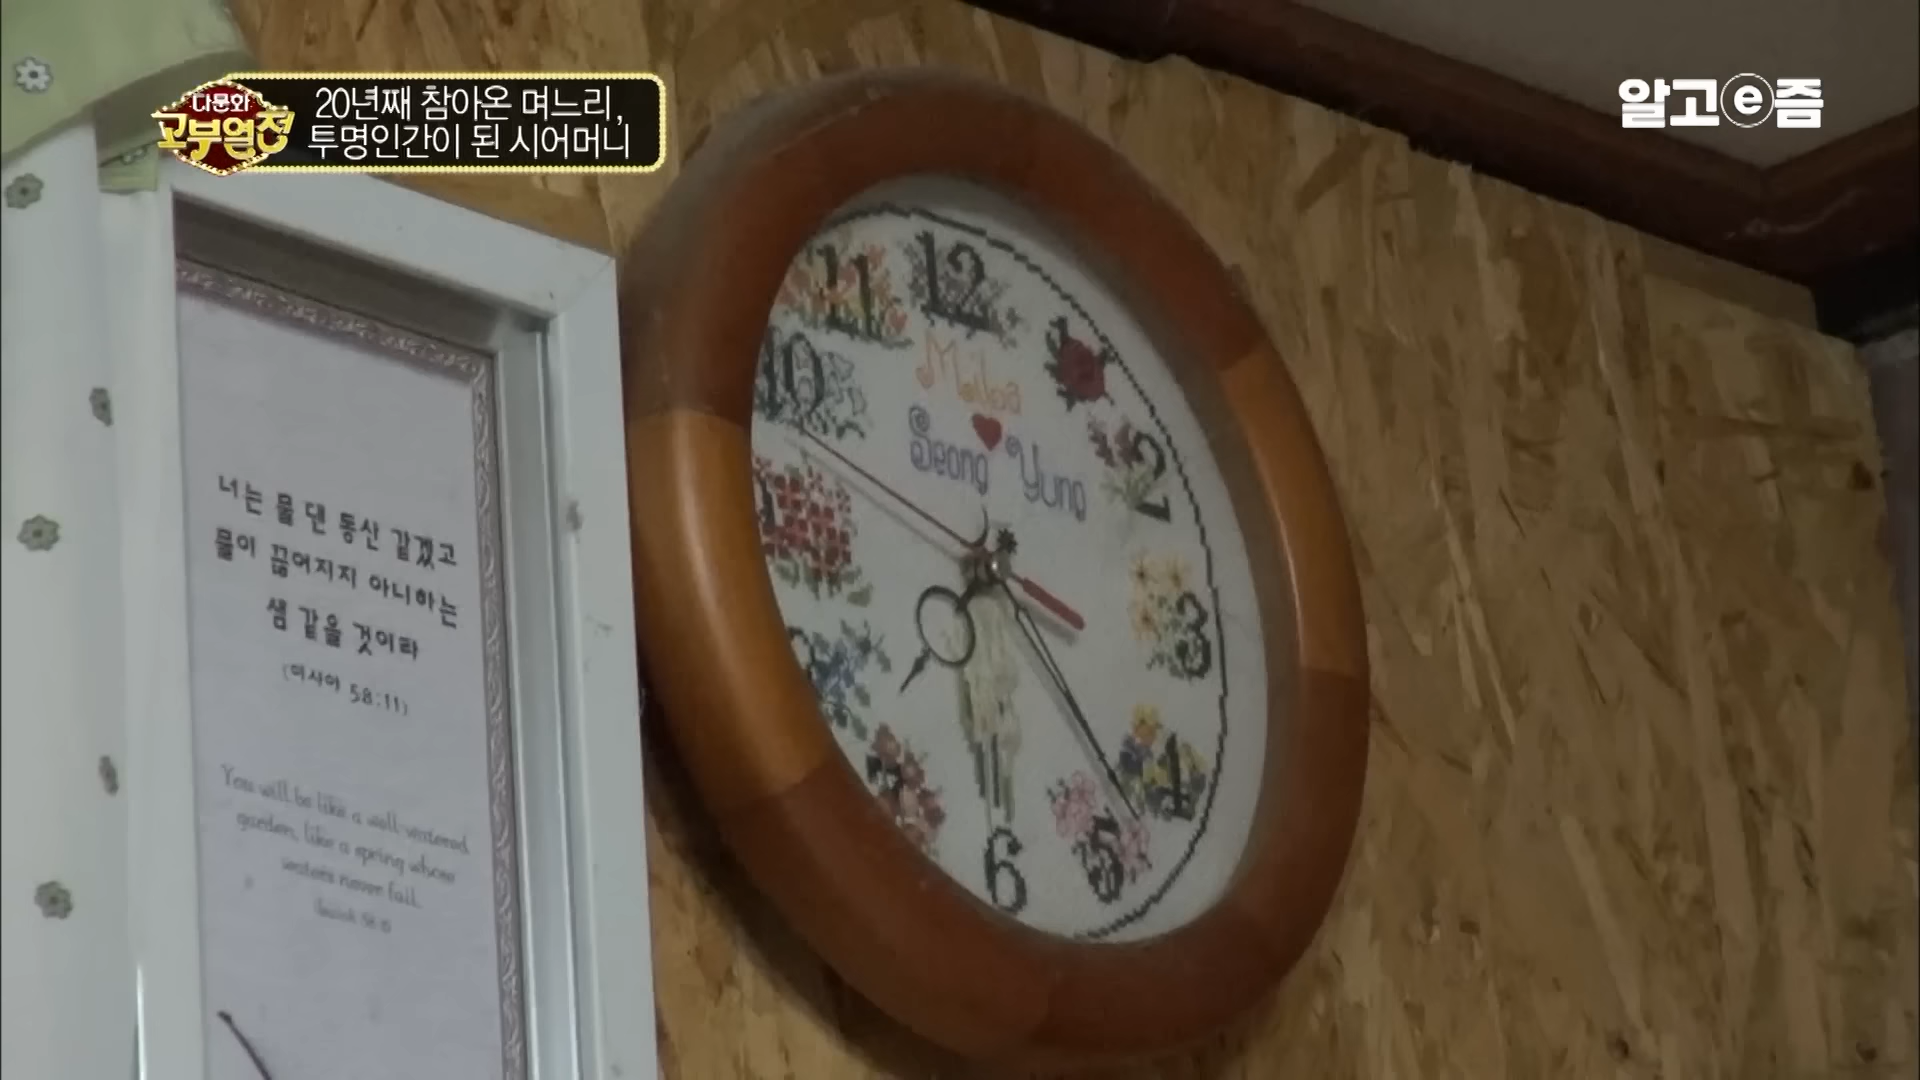 다문화
고부열전
20년째 참아온 며느리,
투명인간이 된 시어머니
알고e즘
너는 물 댄 동산 같겠고
물이 끊어지지 아니하는
샘 같을 것이라
(이사야 58:11)
You will be like a well-watered
garden, like a spring whose
waters never fail.
11
12
10
Miloa
Seong Yung
2
3
4
5
6
7